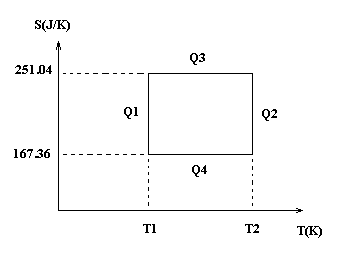 S(J/K)
Q3
251.04
Q1
Q2
167.36
Q4
T1
T2
T(K)